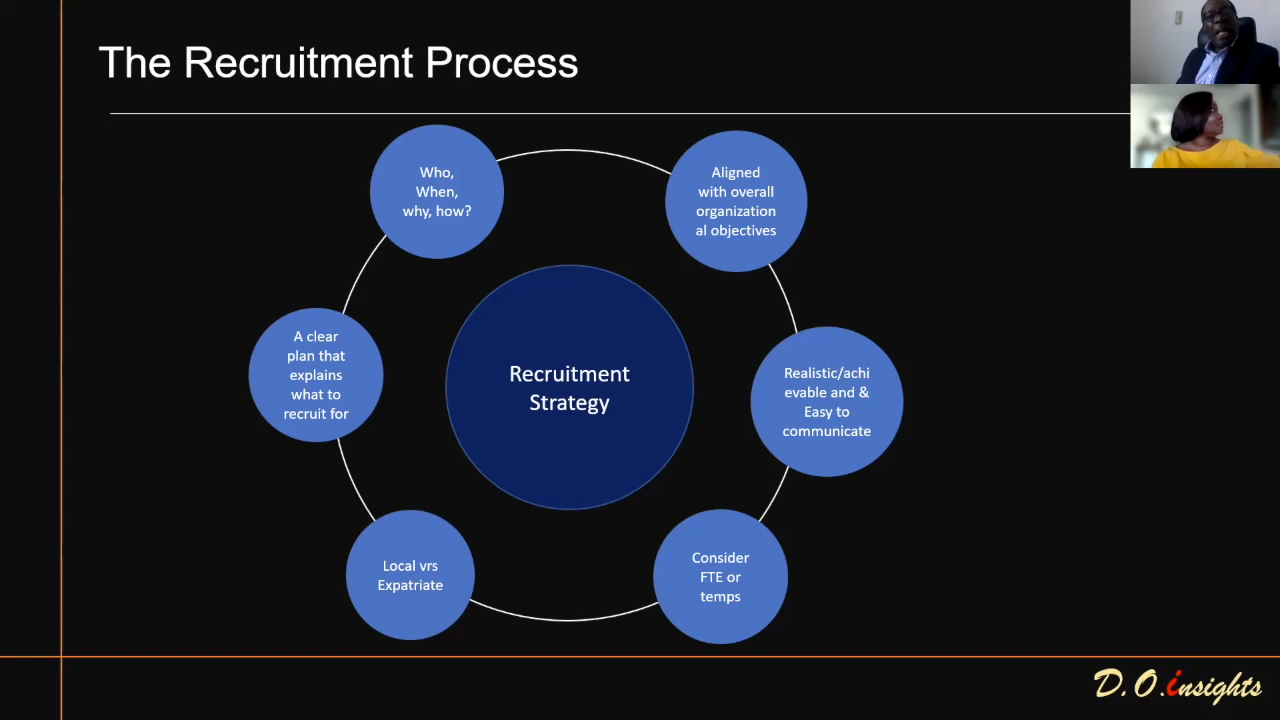 The Recruitment Process
Who,
When,
why, how?
Aligned
with overall
organization
al objectives
A clear
plan that
explains
what to
recruit for
Recruitment
Strategy
Realistic/achi
evable and &
Easy to
communicate
Local vrs
Expatriate
Consider
FTE or
temps
D.O.insights